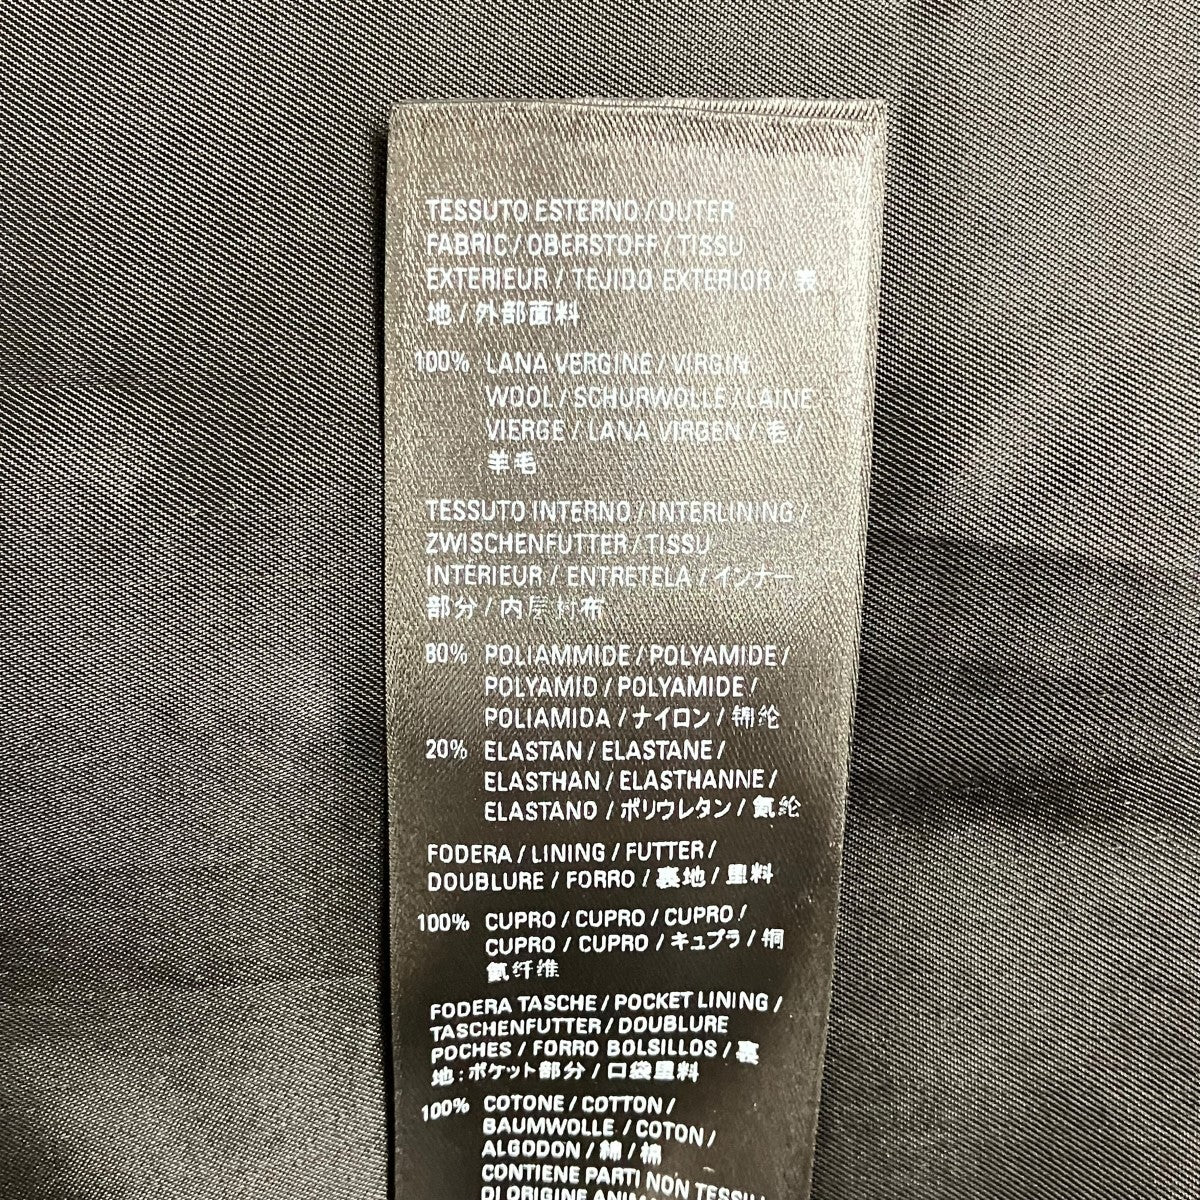 TESSUTO ESTERNO / OUTER
FABRIC / OBERSTOFF / TISSU
EXTERIEUR / TEJIDO EXTERIOR / 表
地 / 外部面料
100% LANA VERGINE / VIRGIN
WOOL / SCHURWOLLE / LAINE
VIERGE / LANA VIRGEN / 毛 /
羊毛
TESSUTO INTERNO / INTERLINING /
ZWISCHENFUTTER / TISSU
INTERIEUR / ENTRETELA / インナー
部分 / 内层衬布
80% POLIAMMIDE / POLYAMIDE /
POLYAMID / POLYAMIDE /
POLIAMIDA / ナイロン / 锦纶
20% ELASTAN / ELASTANE /
ELASTHAN / ELASTHANNE /
ELASTANO / ポリウレタン / 氨纶
FODERA / LINING / FUTTER /
DOUBLURE / FORRO / 裏地 / 里料
100% CUPRO / CUPRO / CUPRO /
CUPRO / CUPRO / キュプラ / 铜
氨纤维
FODERA TASCHE / POCKET LINING /
TASCHENFUTTER / DOUBLURE
POCHES / FORRO BOLSILLOS / 裏
地 : ポケット部分 / 口袋里料
100% COTONE / COTTON /
BAUMWOLLE / COTON /
ALGODON / 綿 / 棉
CONTIENE PARTI NON TESSILI
DI ORIGINE